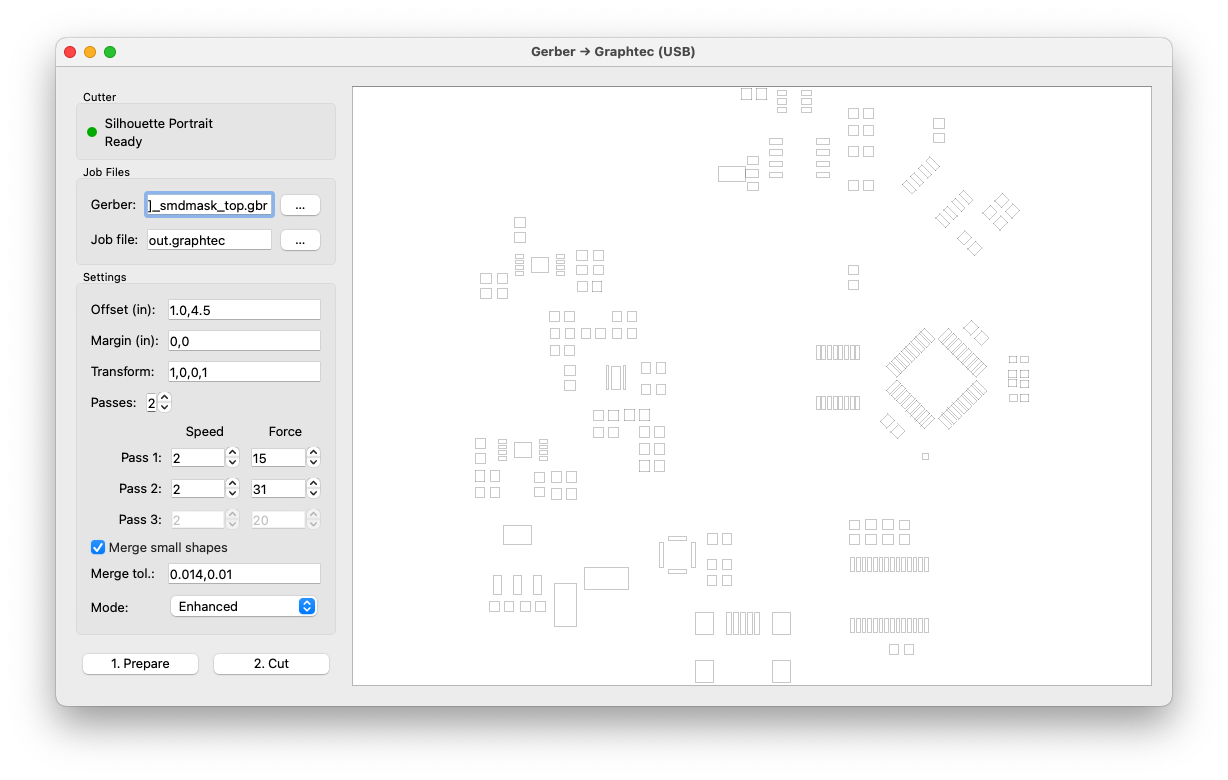 Gerber → Graphtec (USB)
Cutter
Silhouette Portrait
Ready
Job Files
Gerber: ]_smdmask_top.gbr ...
Job file: out.graphtec ...
Settings
Offset (in): 1.0,4.5
Margin (in): 0,0
Transform: 1,0,0,1
Passes: 2
Speed Force
Pass 1: 2 15
Pass 2: 2 31
Pass 3: 2 20
Merge small shapes
Merge tol.: 0.014,0.01
Mode: Enhanced
1. Prepare 2. Cut